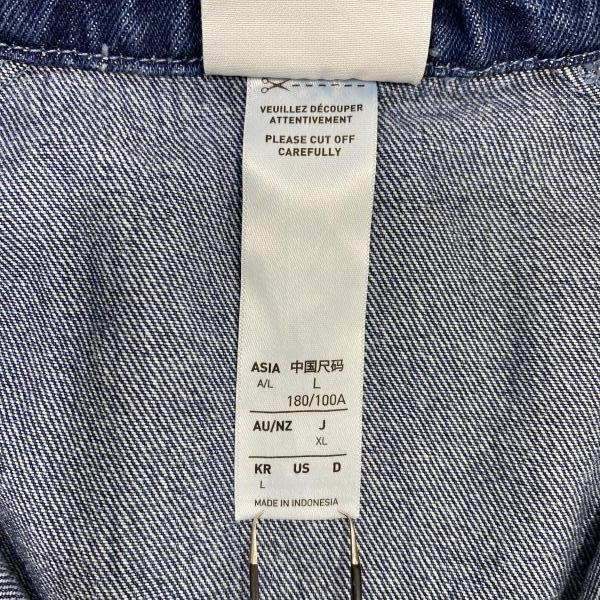 VEUILLEZ DÉCOUPER
ATTENTIVEMENT
PLEASE CUT OFF
CAREFULLY
ASIA 中国尺码
A/L L
180/100A
AU/NZ J
XL
KR US D
L
MADE IN INDONESIA